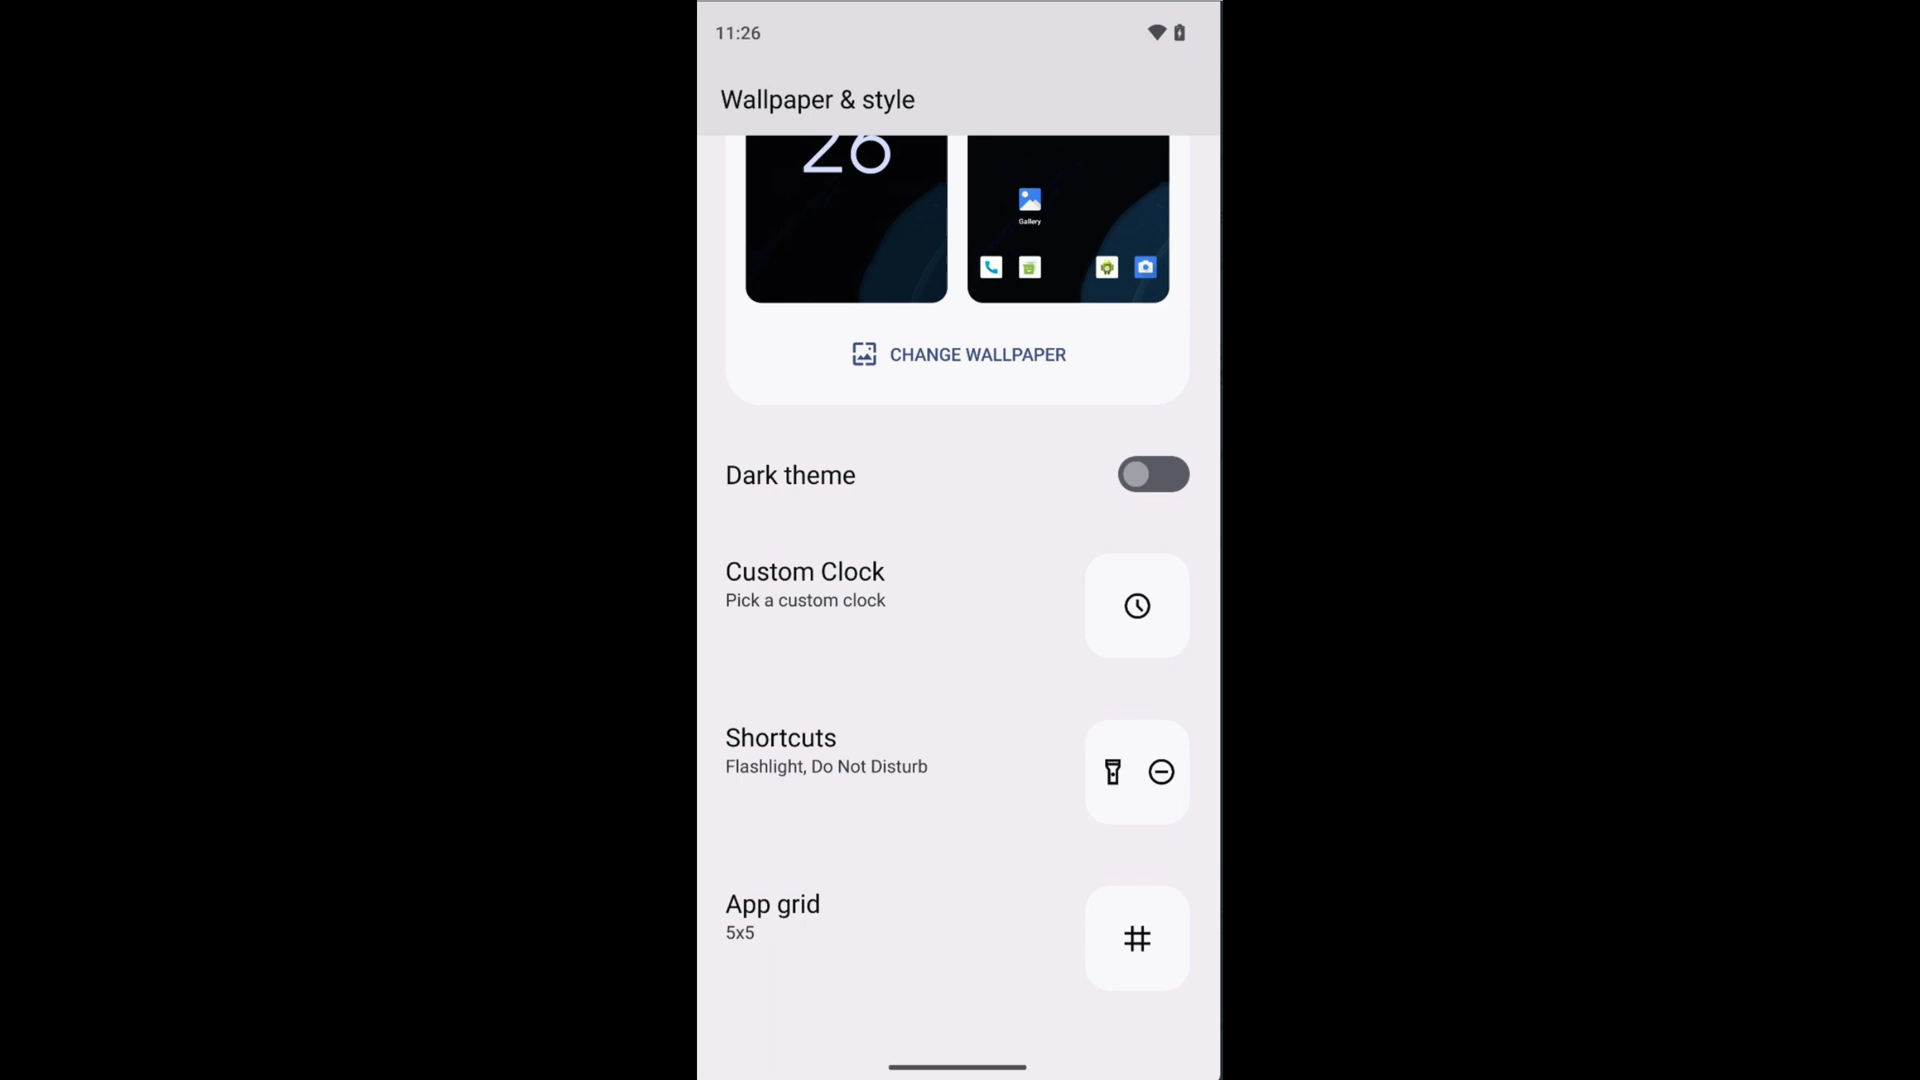 11:26
Wallpaper & style
26
Gallery
CHANGE WALLPAPER
Dark theme
Custom Clock
Pick a custom clock
Shortcuts
Flashlight, Do Not Disturb
App grid
5x5